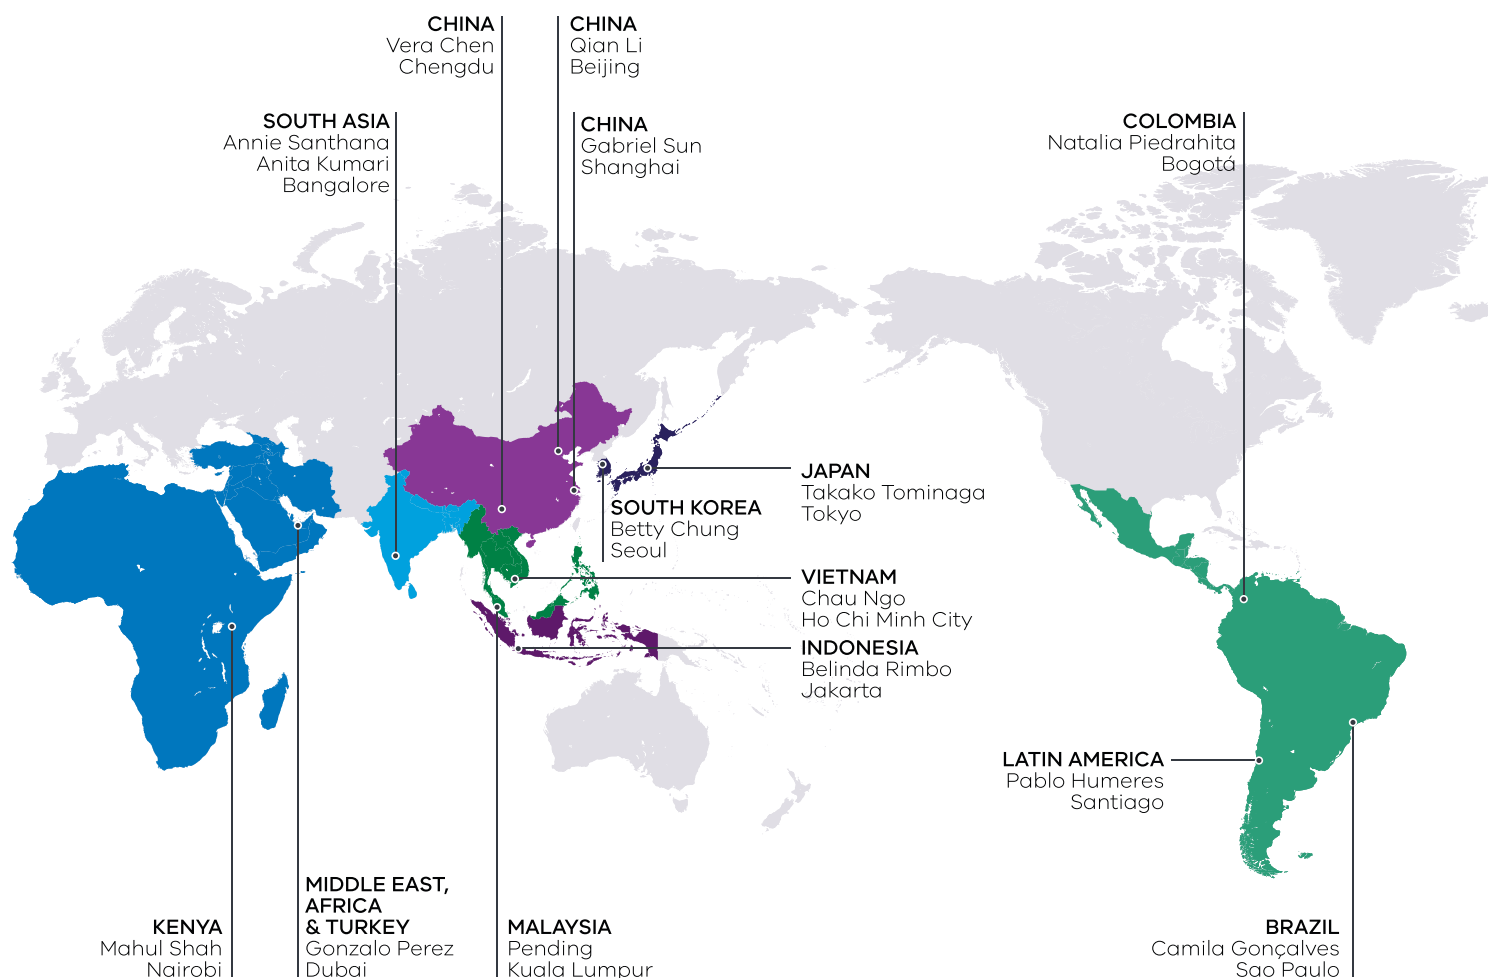 CHINA
Vera Chen
Chengdu
CHINA
Qian Li
Beijing
SOUTH ASIA
Annie Santhana
Anita Kumari
Bangalore
CHINA
Gabriel Sun
Shanghai
COLOMBIA
Natalia Piedrahita
Bogotá
JAPAN
Takako Tominaga
Tokyo
SOUTH KOREA
Betty Chung
Seoul
VIETNAM
Chau Ngo
Ho Chi Minh City
INDONESIA
Belinda Rimbo
Jakarta
LATIN AMERICA
Pablo Humeres
Santiago
KENYA
Mahul Shah
Nairobi
MIDDLE EAST,
AFRICA
& TURKEY
Gonzalo Perez
Dubai
MALAYSIA
Pending
Kuala Lumpur
BRAZIL
Camila Gonçalves
Sao Paulo